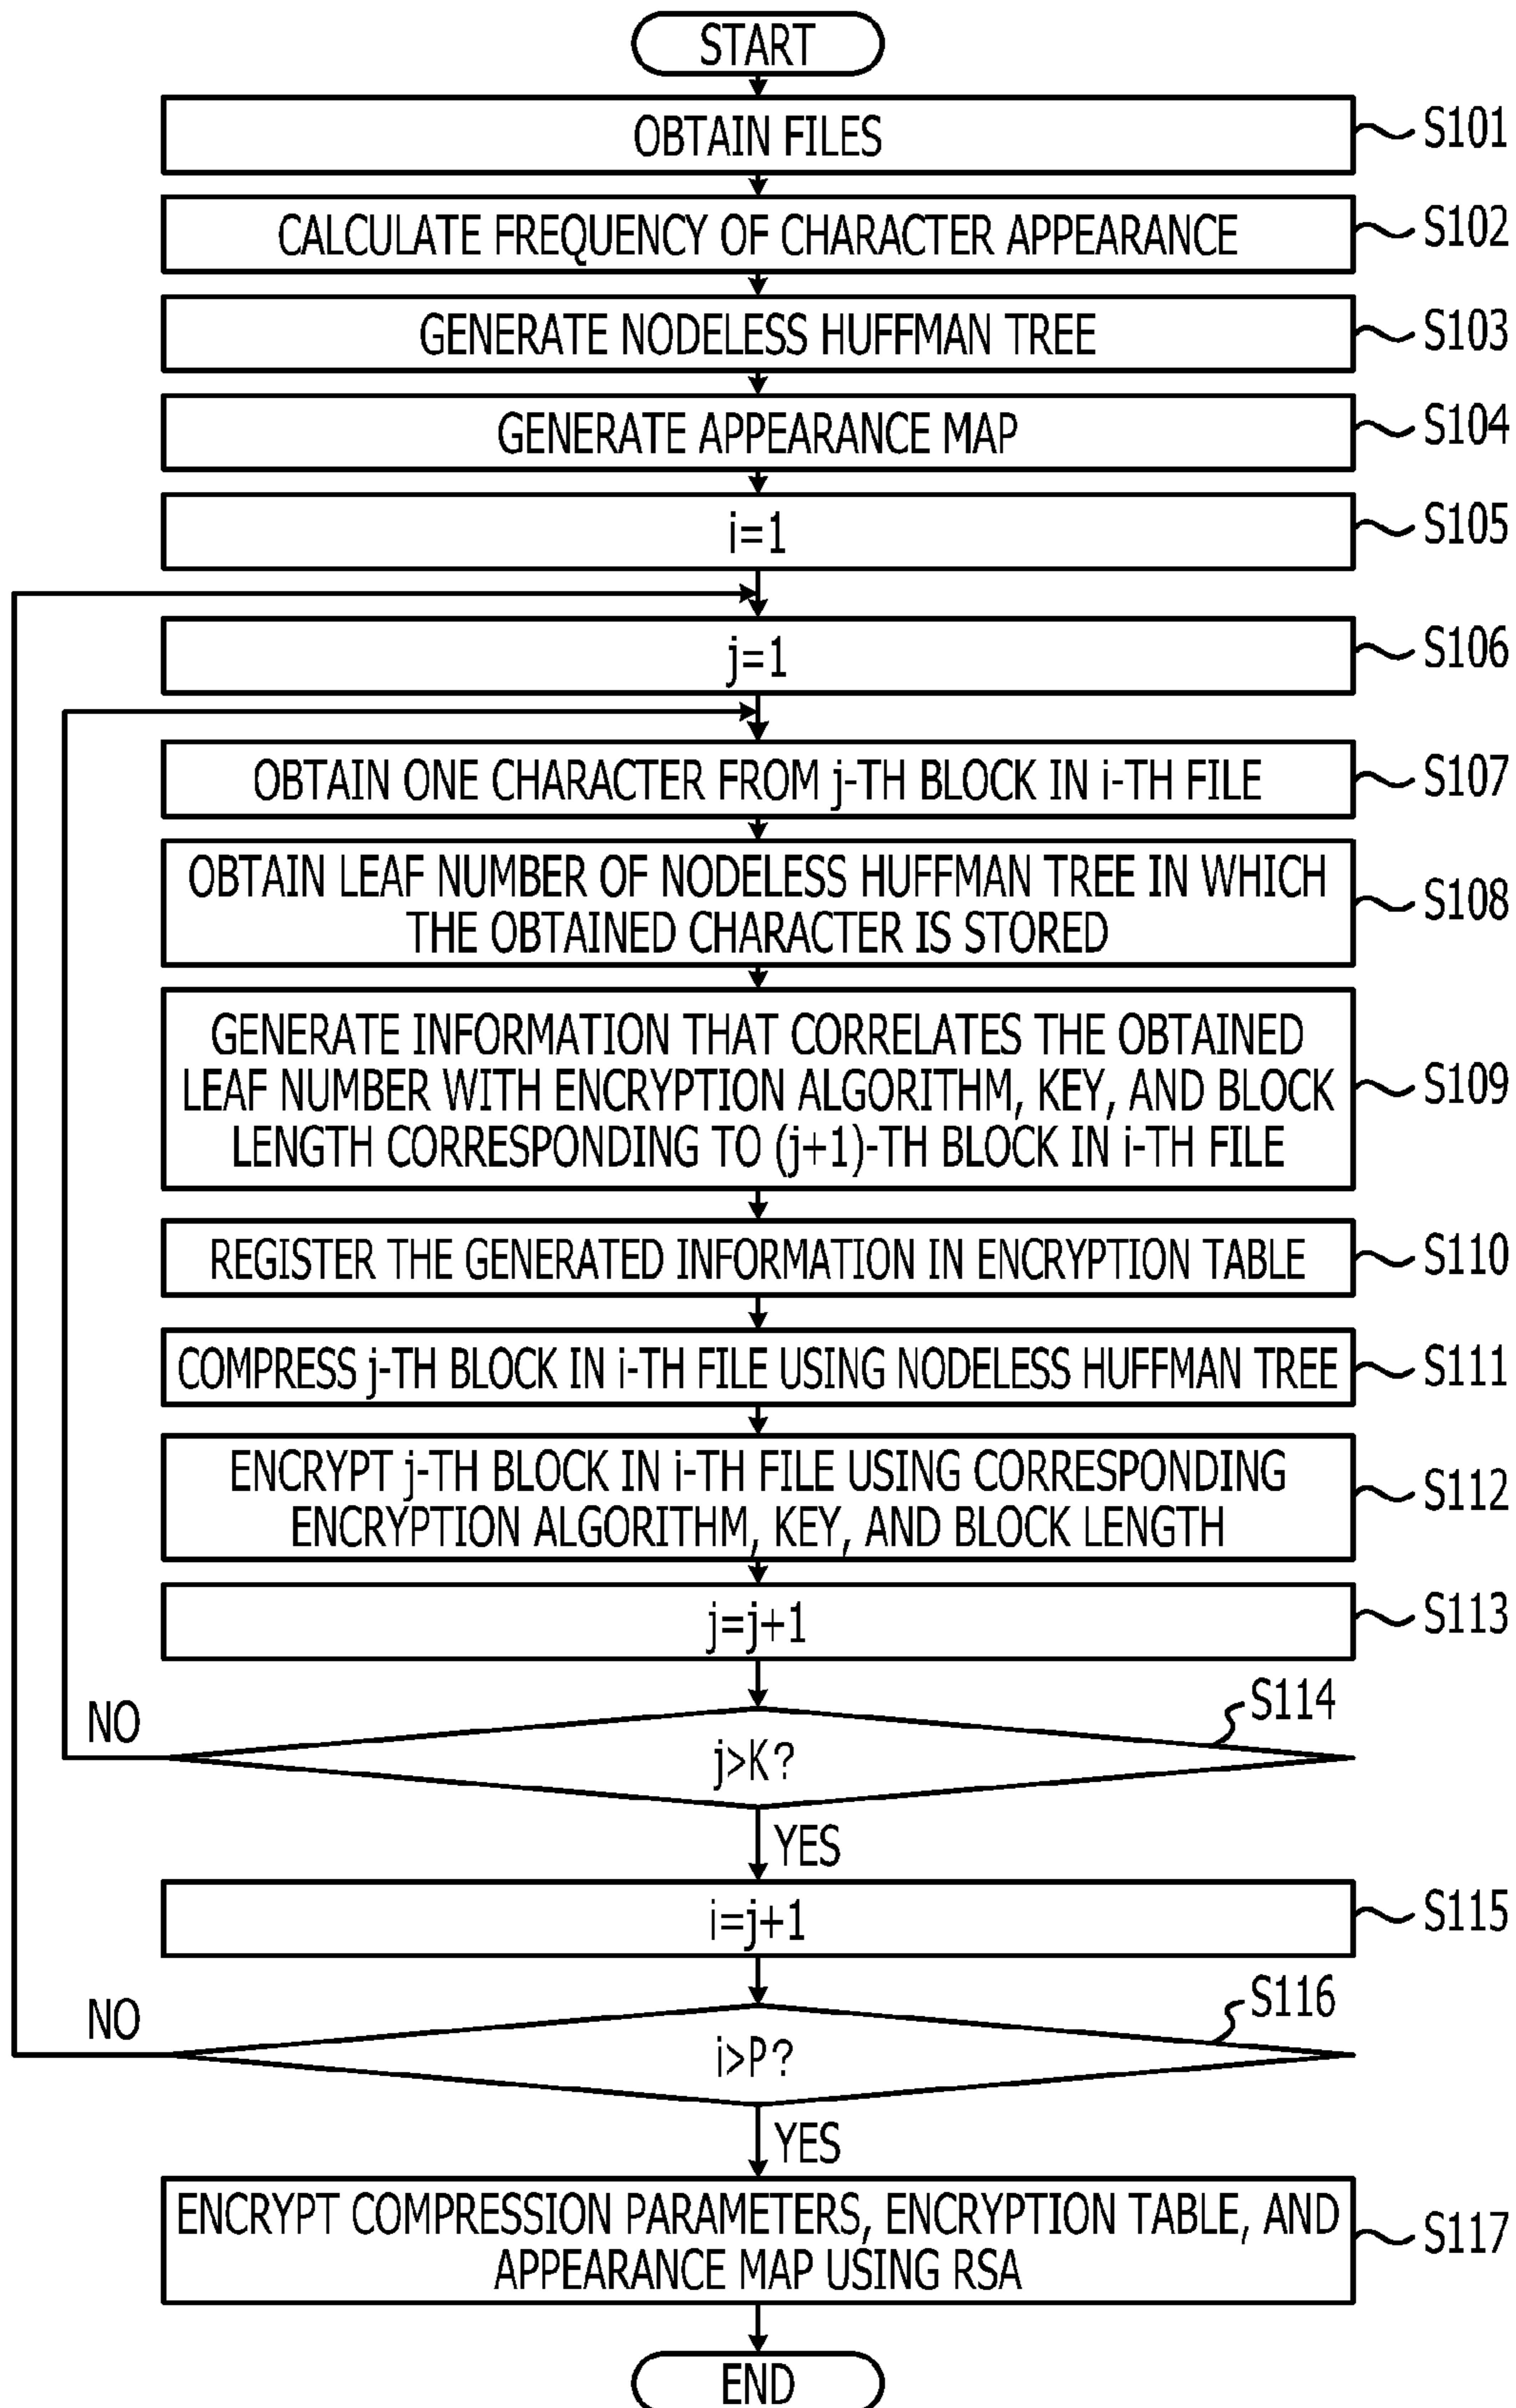 START
OBTAIN FILES
S101
CALCULATE FREQUENCY OF CHARACTER APPEARANCE
S102
GENERATE NODELESS HUFFMAN TREE
S103
GENERATE APPEARANCE MAP
S104
i=1
S105
j=1
S106
OBTAIN ONE CHARACTER FROM j-TH BLOCK IN i-TH FILE
S107
OBTAIN LEAF NUMBER OF NODELESS HUFFMAN TREE IN WHICH
THE OBTAINED CHARACTER IS STORED
S108
GENERATE INFORMATION THAT CORRELATES THE OBTAINED
LEAF NUMBER WITH ENCRYPTION ALGORITHM, KEY, AND BLOCK
LENGTH CORRESPONDING TO (j+1)-TH BLOCK IN i-TH FILE
S109
REGISTER THE GENERATED INFORMATION IN ENCRYPTION TABLE
S110
COMPRESS j-TH BLOCK IN i-TH FILE USING NODELESS HUFFMAN TREE
S111
ENCRYPT j-TH BLOCK IN i-TH FILE USING CORRESPONDING
ENCRYPTION ALGORITHM, KEY, AND BLOCK LENGTH
S112
j=j+1
S113
NO
j>K?
S114
YES
i=j+1
S115
NO
i>P?
S116
YES
ENCRYPT COMPRESSION PARAMETERS, ENCRYPTION TABLE, AND
APPEARANCE MAP USING RSA
S117
END